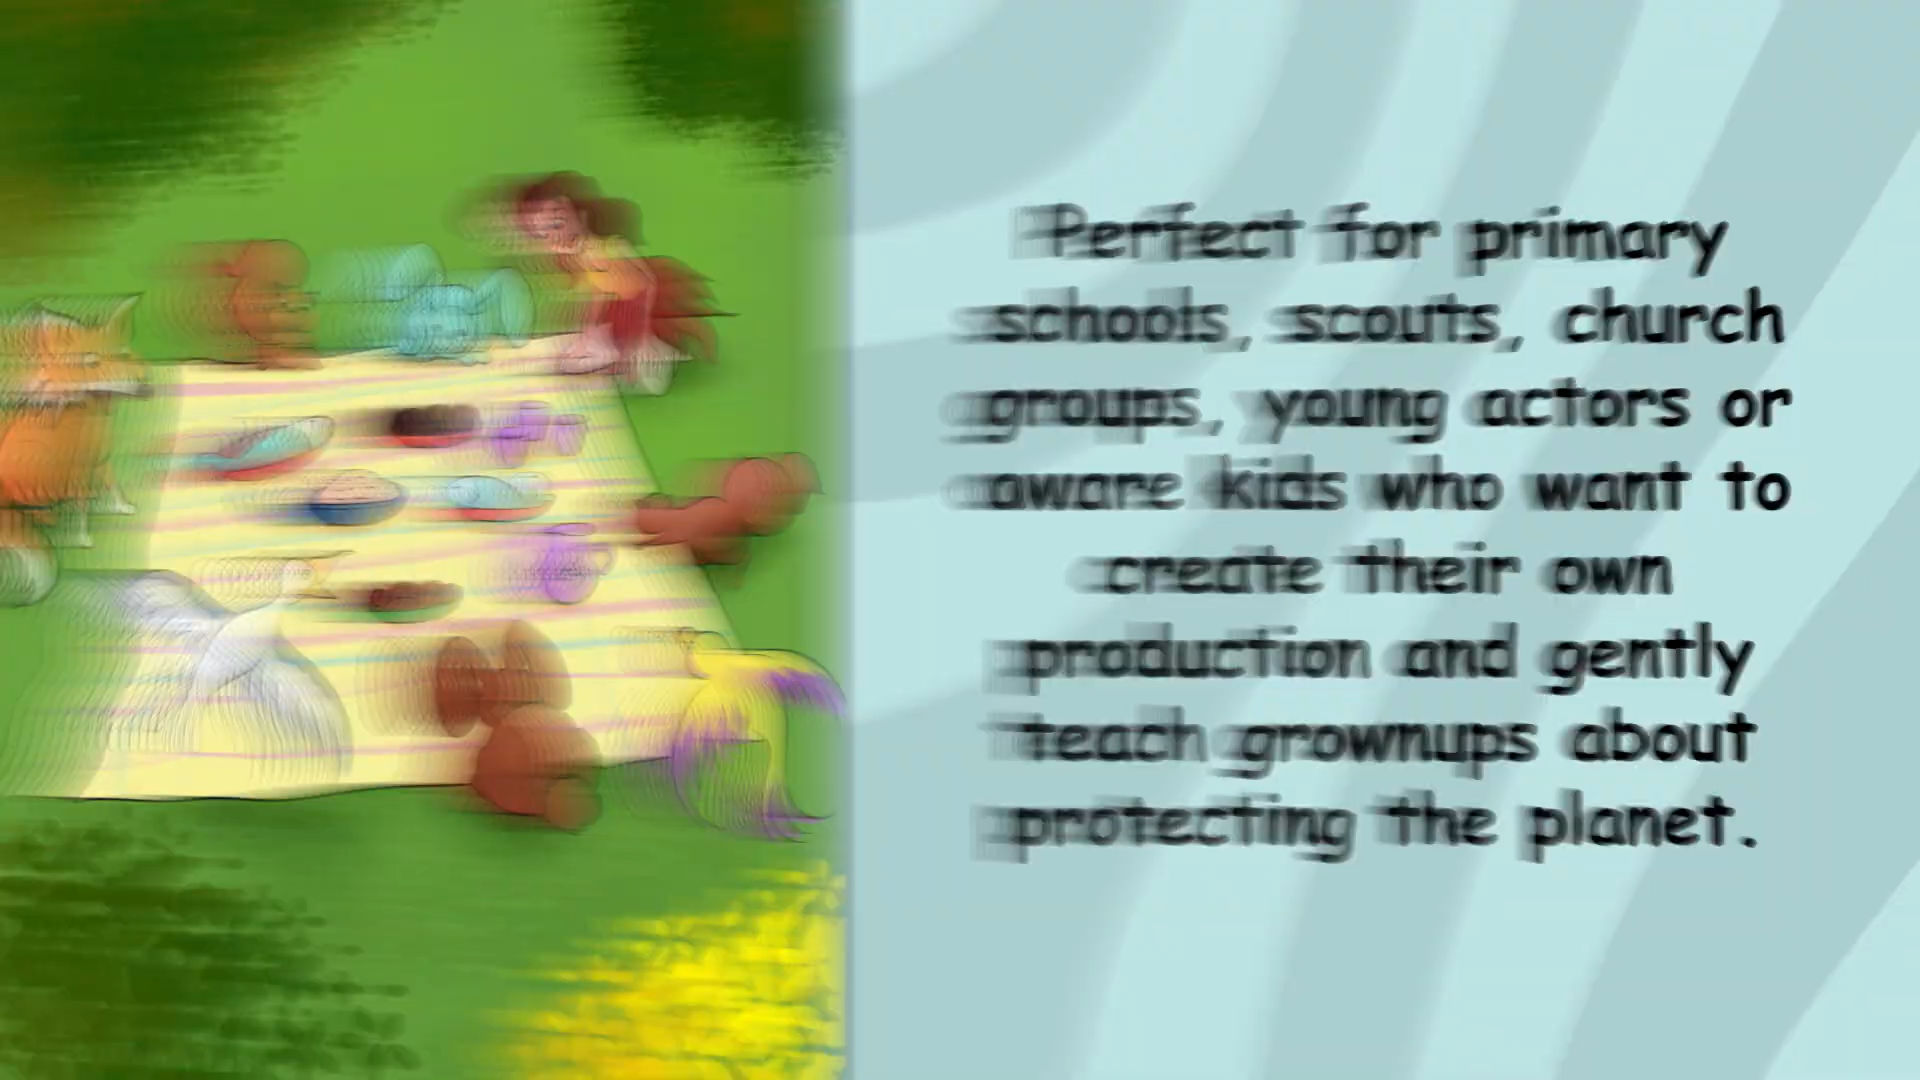 Perfect for primary
schools, scouts, church
groups, young actors or
aware kids who want to
create their own
production and gently
teach grownups about
protecting the planet.